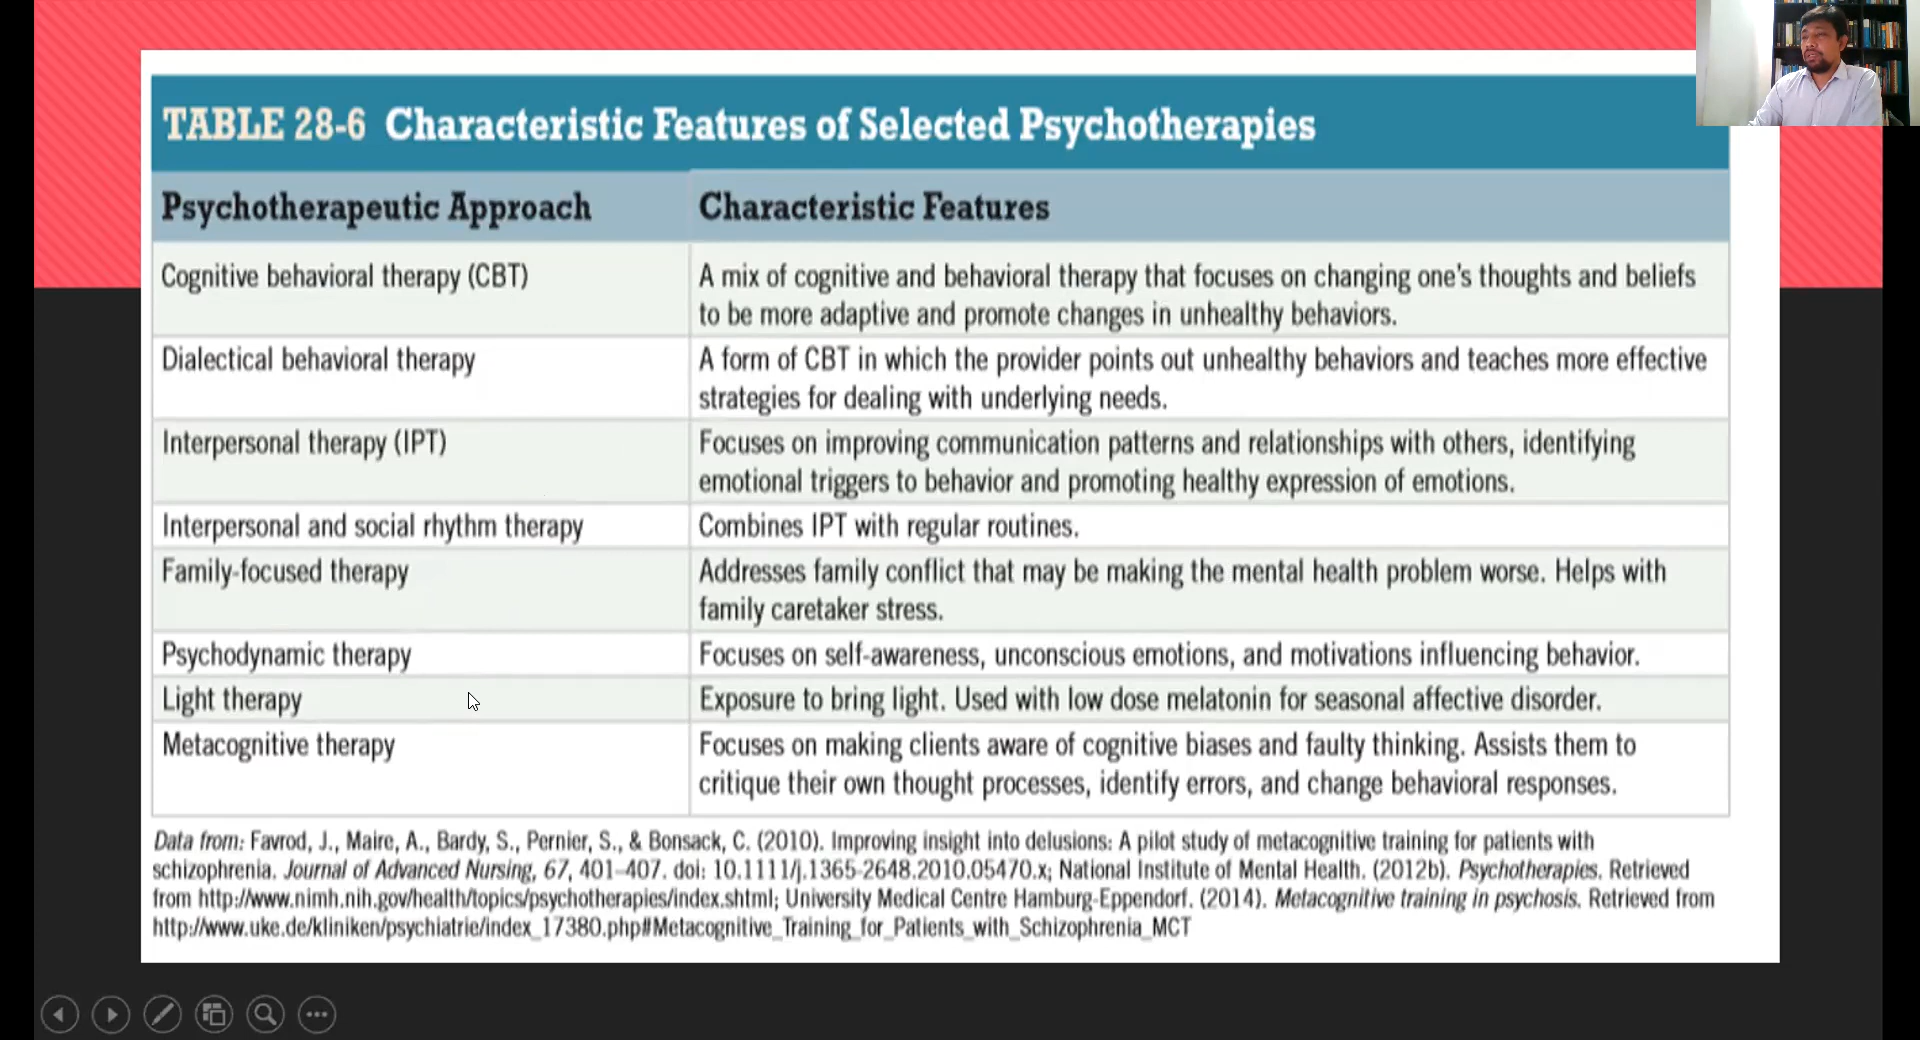 TABLE 28-6 Characteristic Features of Selected Psychotherapies
Psychotherapeutic Approach
Characteristic Features
Cognitive behavioral therapy (CBT)
A mix of cognitive and behavioral therapy that focuses on changing one's thoughts and beliefs
to be more adaptive and promote changes in unhealthy behaviors.
Dialectical behavioral therapy
A form of CBT in which the provider points out unhealthy behaviors and teaches more effective
strategies for dealing with underlying needs.
Interpersonal therapy (IPT)
Focuses on improving communication patterns and relationships with others, identifying
emotional triggers to behavior and promoting healthy expression of emotions.
Interpersonal and social rhythm therapy
Combines IPT with regular routines.
Family-focused therapy
Addresses family conflict that may be making the mental health problem worse. Helps with
family caretaker stress.
Psychodynamic therapy
Focuses on self-awareness, unconscious emotions, and motivations influencing behavior.
Light therapy
Exposure to bring light. Used with low dose melatonin for seasonal affective disorder.
Metacognitive therapy
Focuses on making clients aware of cognitive biases and faulty thinking. Assists them to
critique their own thought processes, identify errors, and change behavioral responses.
Data from: Favrod, J., Maire, A., Bardy, S., Pernier, S., & Bonsack, C. (2010). Improving insight into delusions: A pilot study of metacognitive training for patients with
schizophrenia. Journal of Advanced Nursing, 67, 401–407. doi: 10.1111/j.1365-2648.2010.05470.x; National Institute of Mental Health. (2012b). Psychotherapies. Retrieved
from http://www.nimh.nih.gov/health/topics/psychotherapies/index.shtml; University Medical Centre Hamburg-Eppendorf. (2014). Metacognitive training in psychosis. Retrieved from
http://www.uke.de/kliniken/psychiatrie/index_17380.php#Metacognitive_Training_for_Patients_with_Schizophrenia_MCT